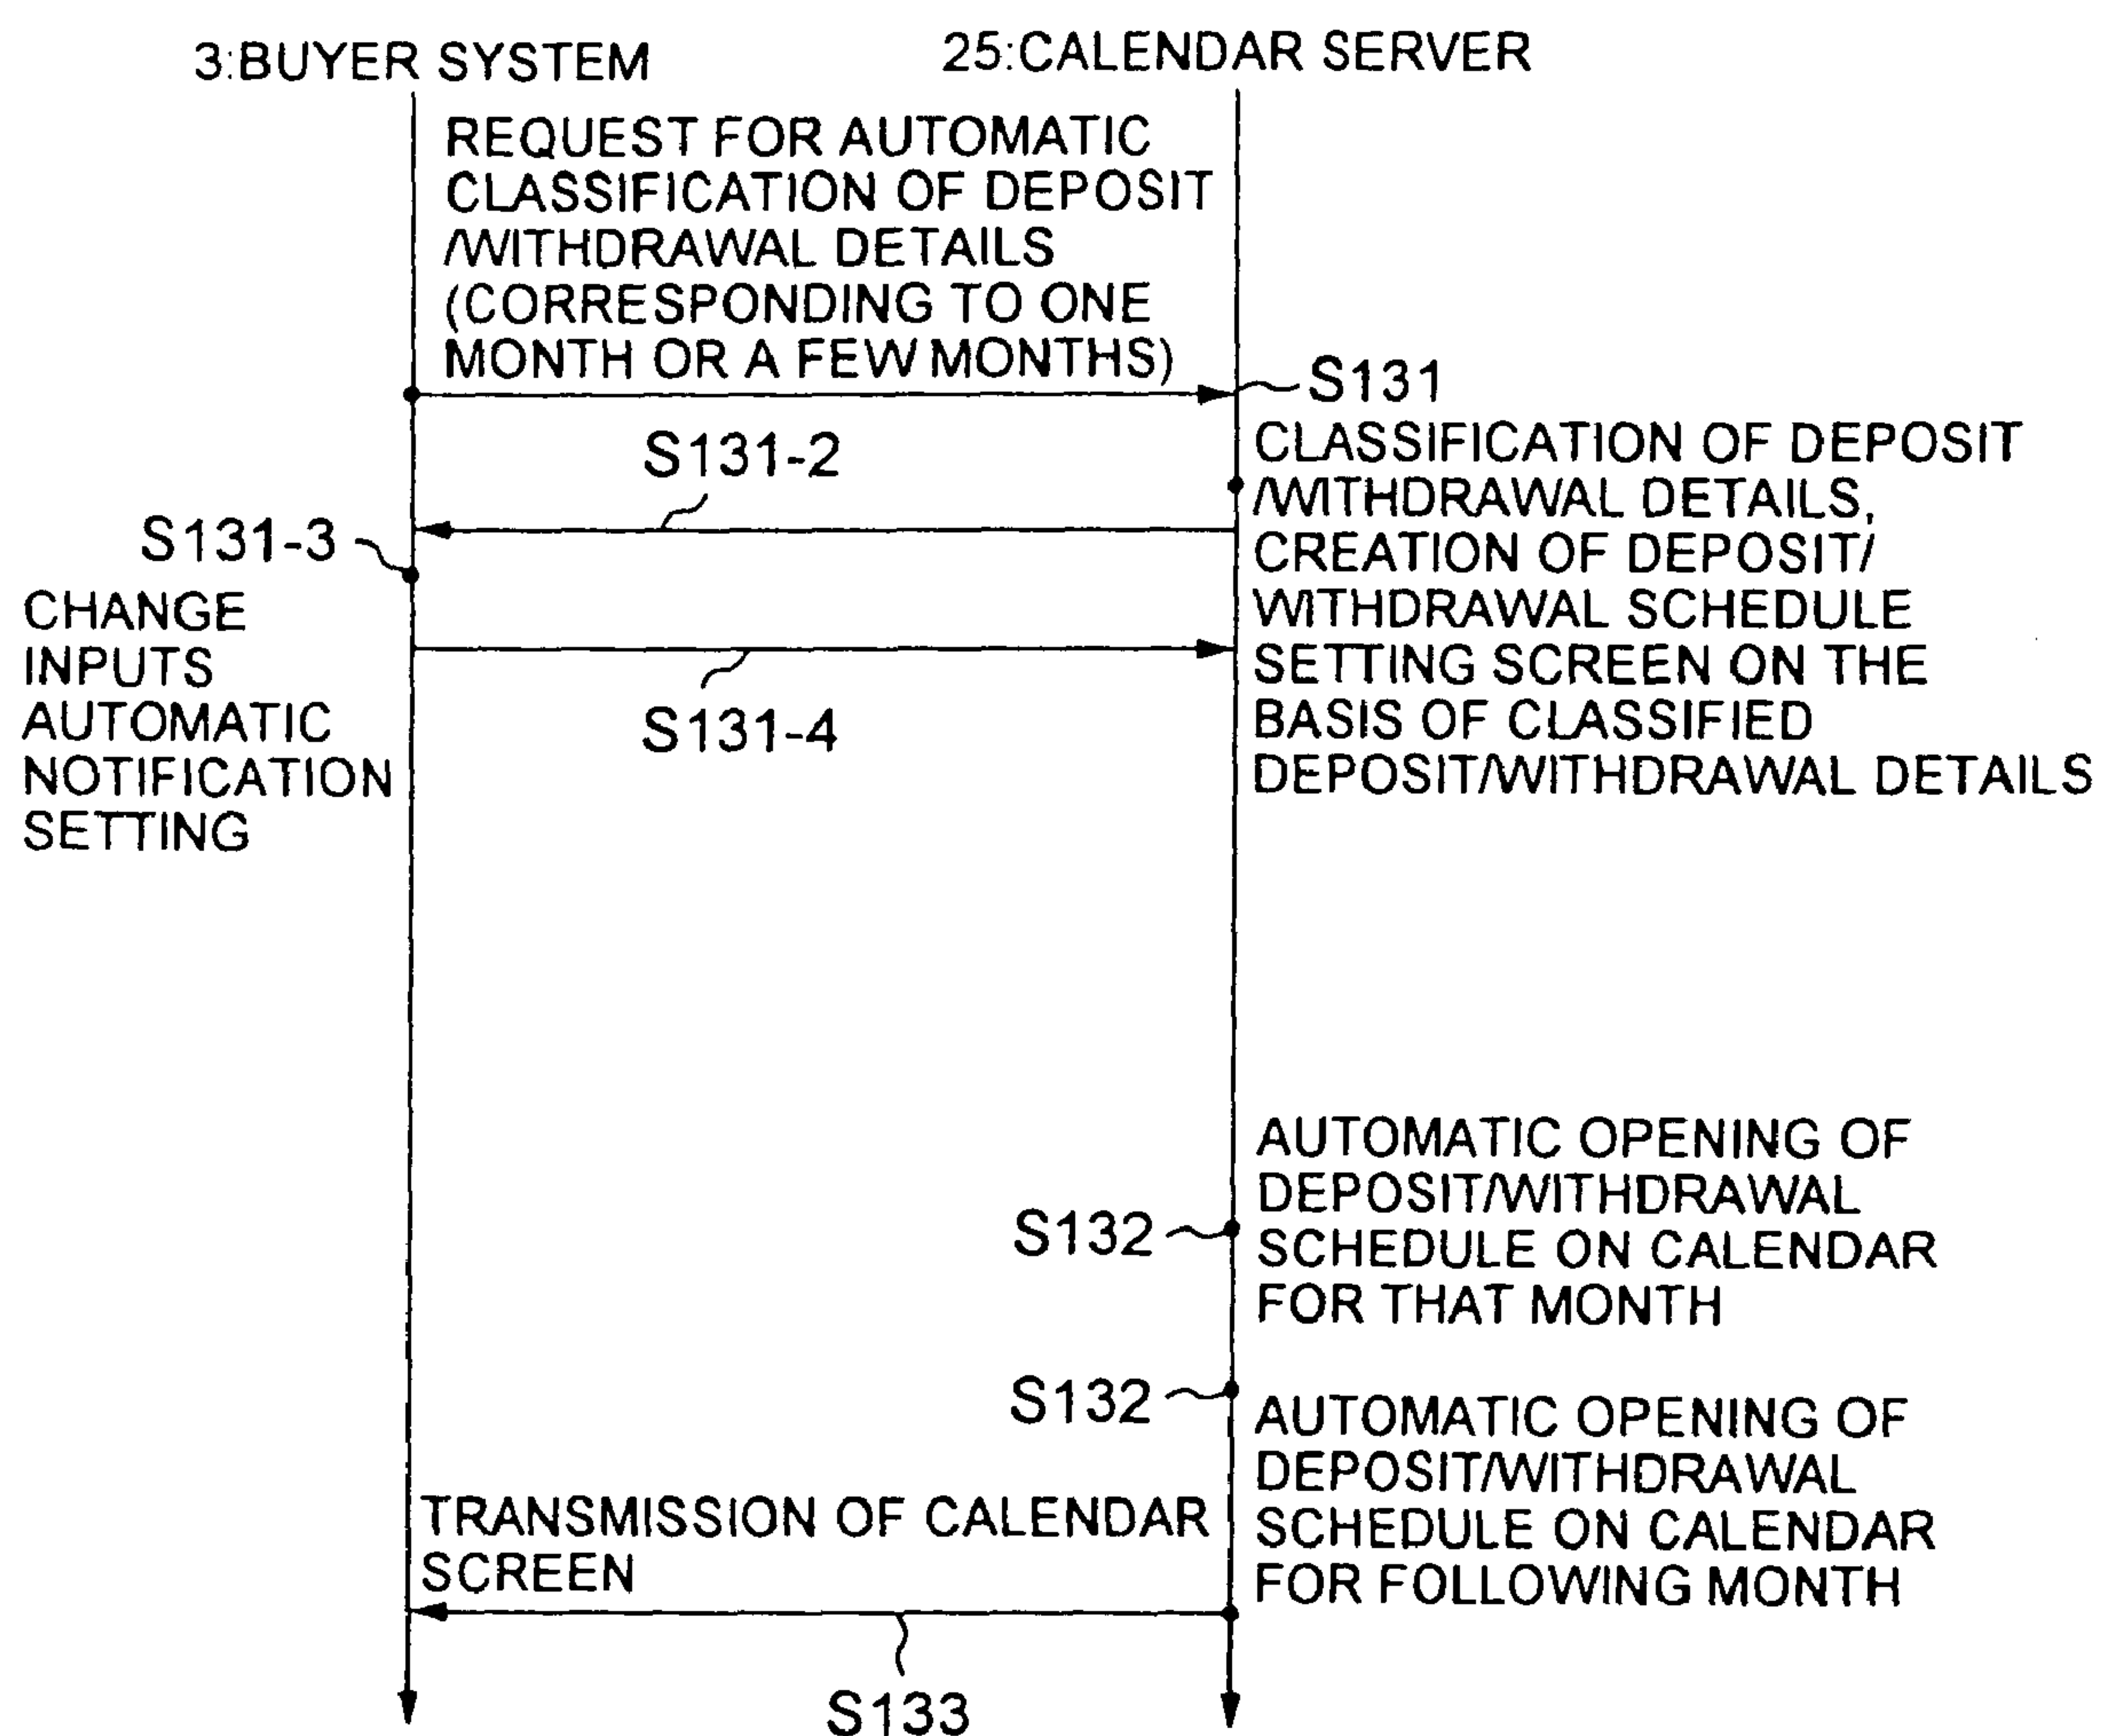 3:BUYER SYSTEM
25:CALENDAR SERVER
REQUEST FOR AUTOMATIC
CLASSIFICATION OF DEPOSIT
/WITHDRAWAL DETAILS
(CORRESPONDING TO ONE
MONTH OR A FEW MONTHS)
S131
CLASSIFICATION OF DEPOSIT
/WITHDRAWAL DETAILS,
CREATION OF DEPOSIT/
WITHDRAWAL SCHEDULE
SETTING SCREEN ON THE
BASIS OF CLASSIFIED
DEPOSIT/WITHDRAWAL DETAILS
S131-2
S131-3
CHANGE
INPUTS
AUTOMATIC
NOTIFICATION
SETTING
S131-4
S132
AUTOMATIC OPENING OF
DEPOSIT/WITHDRAWAL
SCHEDULE ON CALENDAR
FOR THAT MONTH
S132
AUTOMATIC OPENING OF
DEPOSIT/WITHDRAWAL
SCHEDULE ON CALENDAR
FOR FOLLOWING MONTH
TRANSMISSION OF CALENDAR
SCREEN
S133